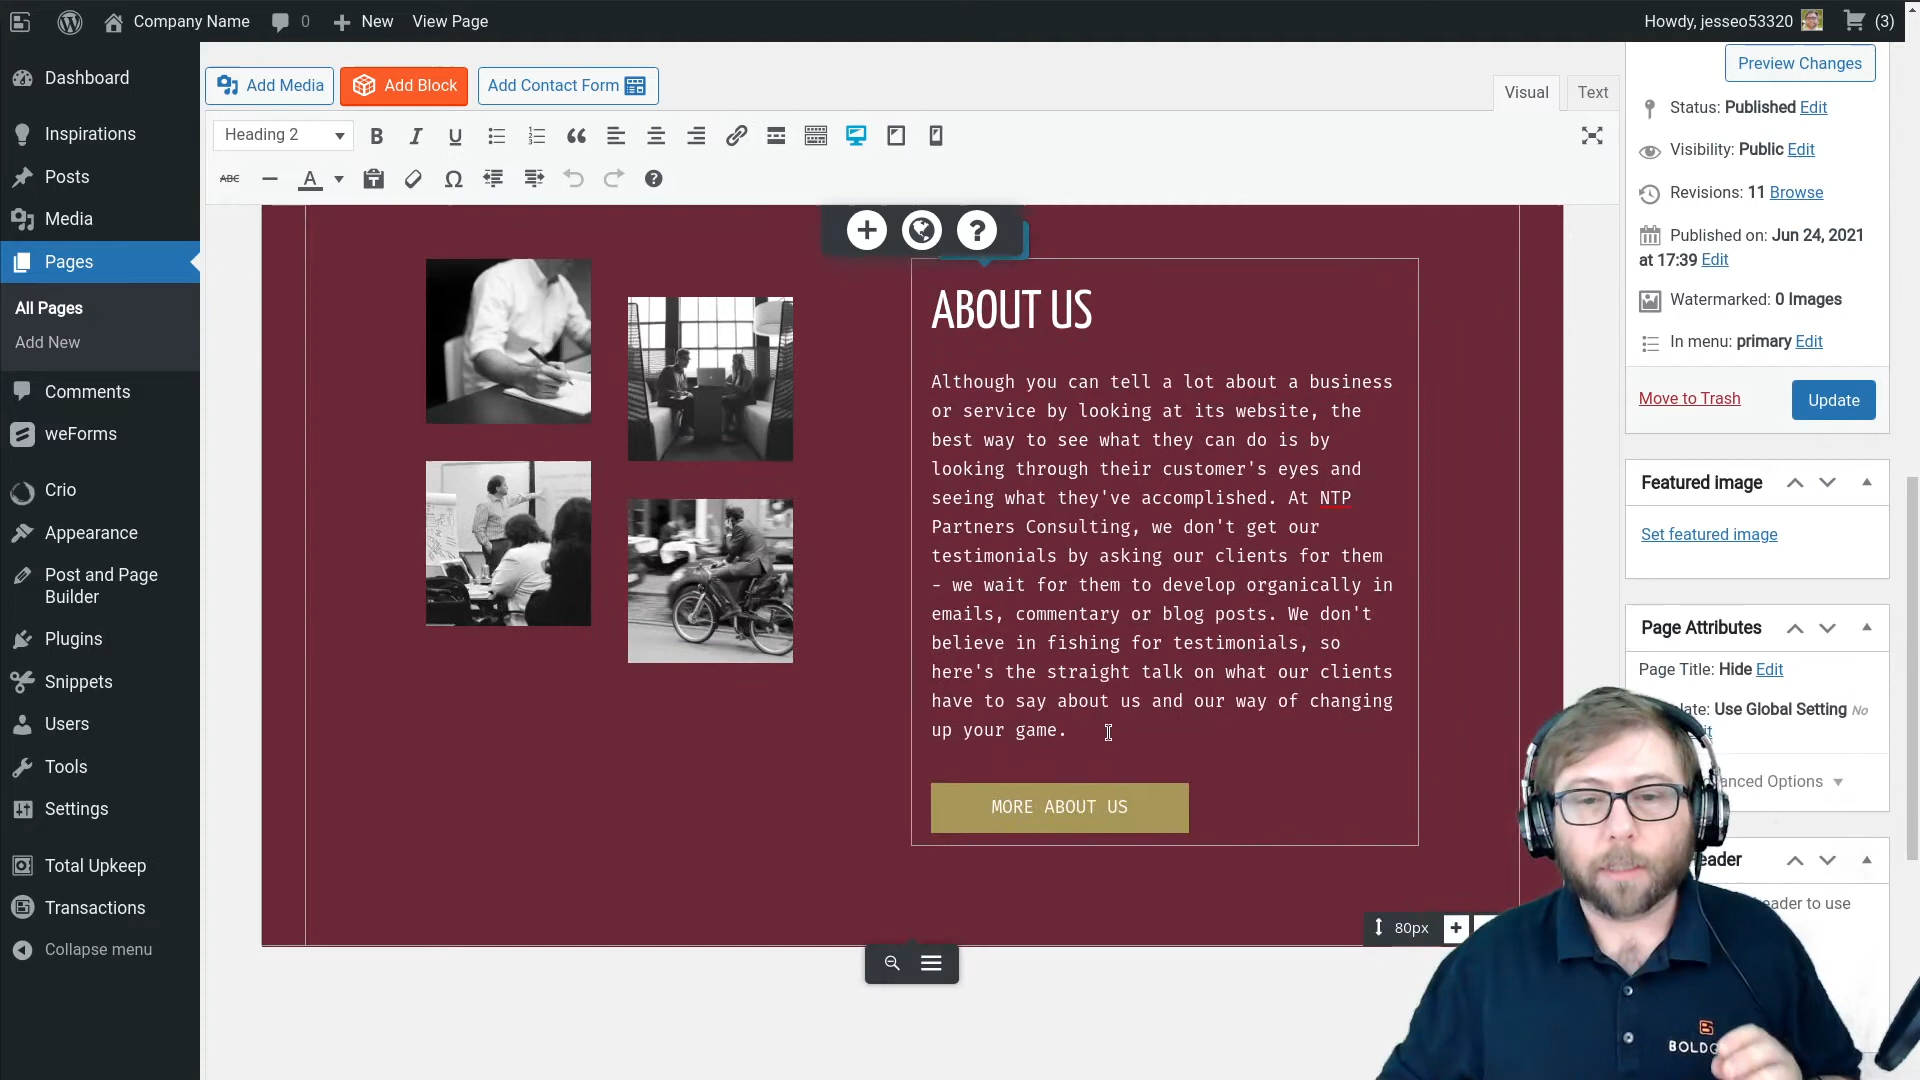 Company Name
0
New
View Page
Howdy, jesseo53320
(3)
Dashboard
Inspirations
Posts
Media
Pages
All Pages
Add New
Comments
weForms
Crio
Appearance
Post and Page
Builder
Plugins
Snippets
Users
Tools
Settings
Total Upkeep
Transactions
Collapse menu
Add Media
Add Block
Add Contact Form
Visual
Text
Heading 2
B
I
U
ABC
A
Ω
?
?
ABOUT US
Although you can tell a lot about a business
or service by looking at its website, the
best way to see what they can do is by
looking through their customer's eyes and
seeing what they've accomplished. At NTP
Partners Consulting, we don't get our
testimonials by asking our clients for them
- we wait for them to develop organically in
emails, commentary or blog posts. We don't
believe in fishing for testimonials, so
here's the straight talk on what our clients
have to say about us and our way of changing
up your game.
MORE ABOUT US
80px
Preview Changes
Status: Published Edit
Visibility: Public Edit
Revisions: 11 Browse
Published on: Jun 24, 2021
at 17:39 Edit
Watermarked: 0 Images
In menu: primary Edit
Move to Trash
Update
Featured image
Set featured image
Page Attributes
Page Title: Hide Edit
Use Global Setting No
Options
to use